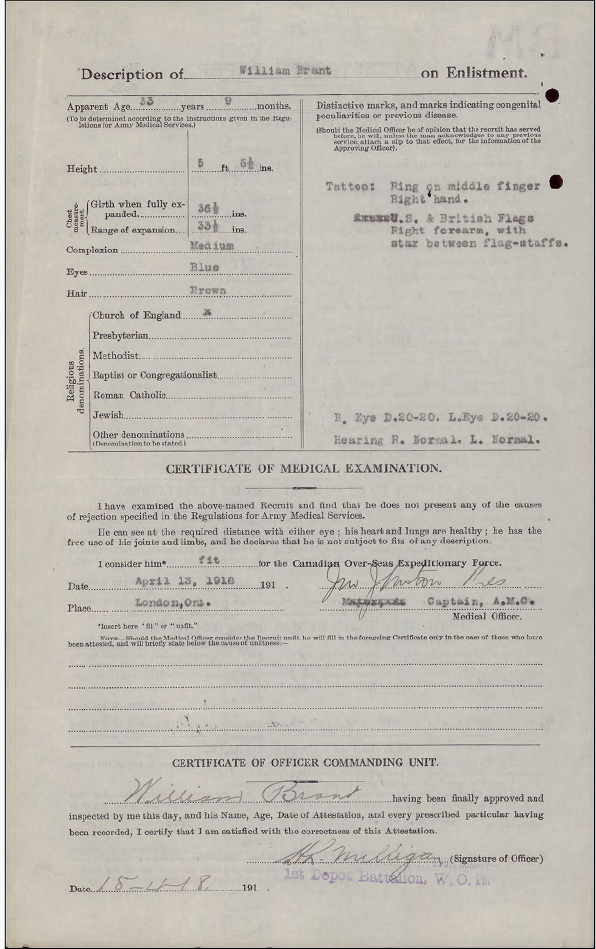 Description of William Brant on Enlistment.
Apparent Age 33 years 9 months.
(To be determined according to the instructions given in the Regulations for Army Medical Services.)
Height 5 ft. 6½ ins.
Chest measurement.
Girth when fully expanded 36½ ins.
Range of expansion 33½ ins.
Complexion Medium
Eyes Blue
Hair Brown
Religious denominations.
Church of England x
Presbyterian
Methodist
Baptist or Congregationalist
Roman Catholic
Jewish
Other denominations
(Denomination to be stated.)
Distinctive marks, and marks indicating congenital
peculiarities or previous disease.
(Should the Medical Officer be of opinion that the recruit has served
before, he will, unless the man acknowledges to any previous
service, attach a slip to that effect, for the information of the
Approving Officer).
Tattoo: Ring on middle finger
Right hand.
U.S. & British Flags
Right forearm, with
star between flag-staffs.
R. Eye D.20-20. L.Eye D.20-20.
Hearing R. Normal. L. Normal.
CERTIFICATE OF MEDICAL EXAMINATION.
I have examined the above-named Recruit and find that he does not present any of the causes
of rejection specified in the Regulations for Army Medical Services.
He can see at the required distance with either eye; his heart and lungs are healthy; he has the
free use of his joints and limbs, and he declares that he is not subject to fits of any description.
I consider him* fit for the Canadian Over-Seas Expeditionary Force.
Date April 13, 1918 191 .
Place London, Ont. Captain, A.M.C.
Medical Officer.
*Insert here "fit" or "unfit."
NOTE.—Should the Medical Officer consider the Recruit unfit, he will fill in the foregoing Certificate only in the case of those who have
been attested, and will briefly state below the cause of unfitness:—
CERTIFICATE OF OFFICER COMMANDING UNIT.
William Brant having been finally approved and
inspected by me this day, and his Name, Age, Date of Attestation, and every prescribed particular having
been recorded, I certify that I am satisfied with the correctness of this Attestation.
Milligan (Signature of Officer)
1st Depot Battalion, W. O. R.
Date 15-4-18 191 .